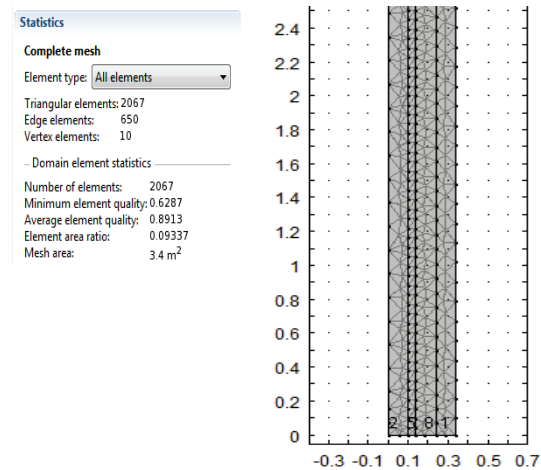 Statistics
Complete mesh
Element type: All elements
Triangular elements: 2067
Edge elements: 650
Vertex elements: 10
Domain element statistics
Number of elements: 2067
Minimum element quality: 0.6287
Average element quality: 0.8913
Element area ratio: 0.09337
Mesh area: 3.4 m²
2.4
2.2
2
1.8
1.6
1.4
1.2
1
0.8
0.6
0.4
0.2
0
2 5 8 1
-0.3 -0.1 0.1 0.3 0.5 0.7